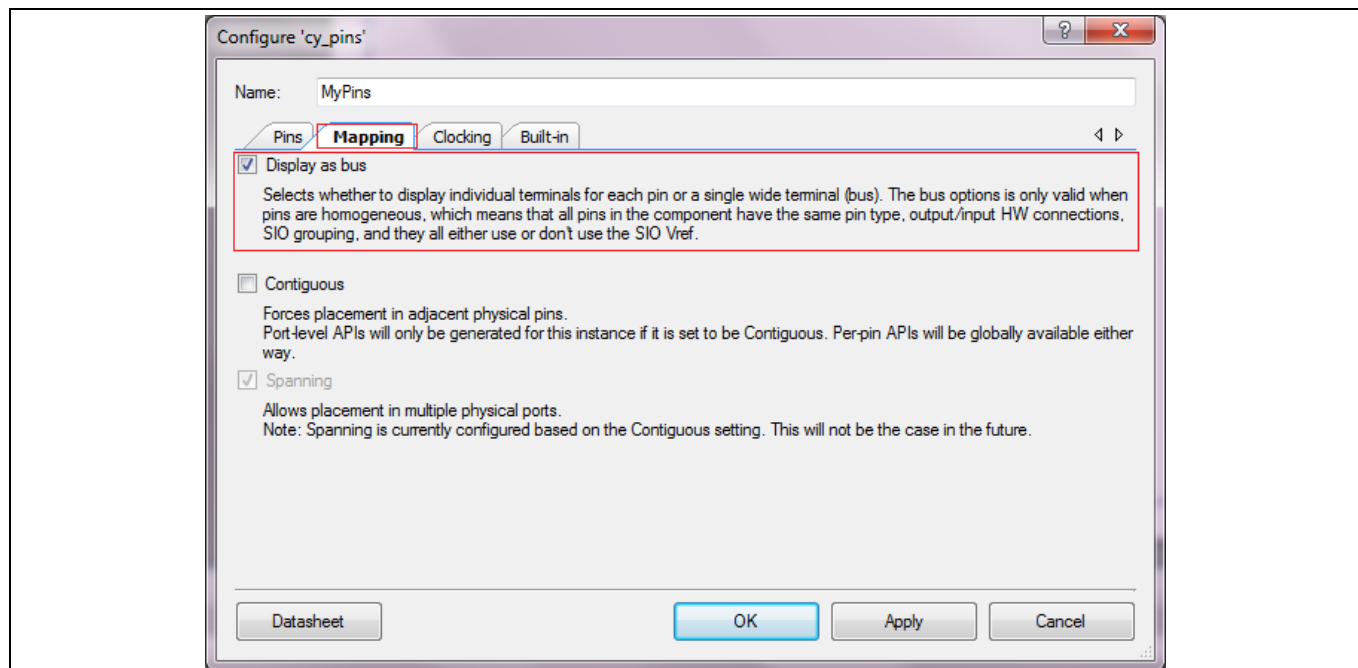 Configure 'cy_pins'
Name: MyPins
Pins Mapping Clocking Built-in
Display as bus
Selects whether to display individual terminals for each pin or a single wide terminal (bus). The bus options is only valid when
pins are homogeneous, which means that all pins in the component have the same pin type, output/input HW connections,
SIO grouping, and they all either use or don't use the SIO Vref.
Contiguous
Forces placement in adjacent physical pins.
Port-level APIs will only be generated for this instance if it is set to be Contiguous. Per-pin APIs will be globally available either
way.
Spanning
Allows placement in multiple physical ports.
Note: Spanning is currently configured based on the Contiguous setting. This will not be the case in the future.
Datasheet OK Apply Cancel